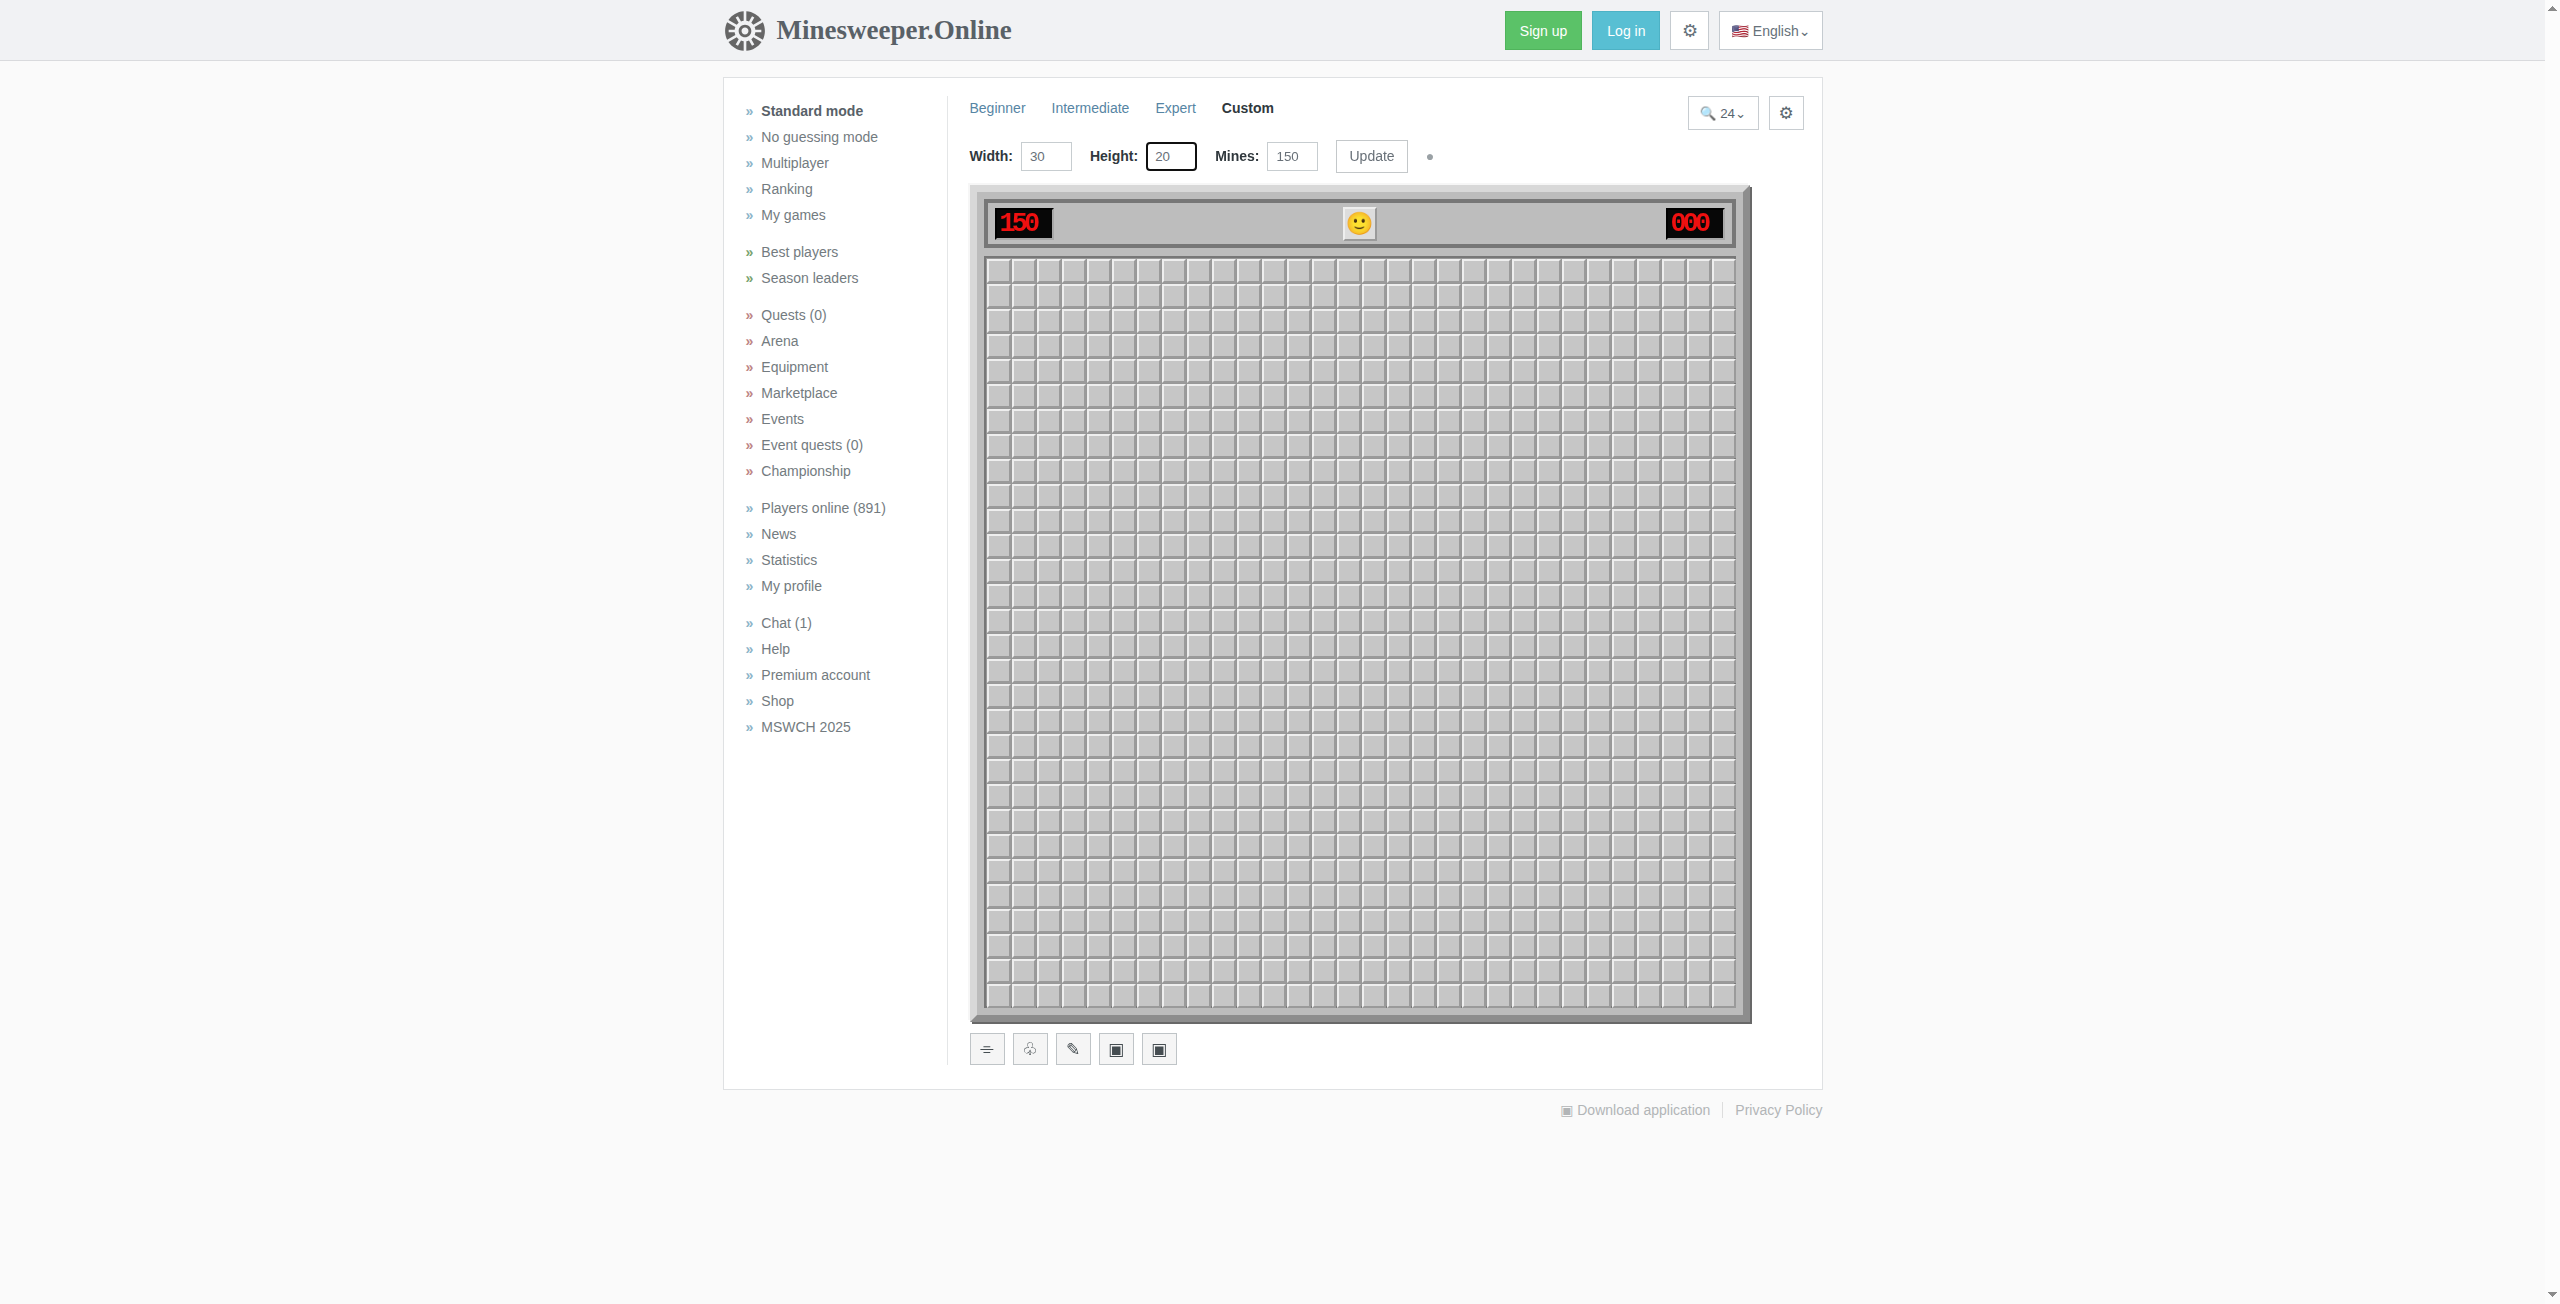 Minesweeper.Online
Sign up
Log in
English
Standard mode
No guessing mode
Multiplayer
Ranking
My games
Best players
Season leaders
Quests (0)
Arena
Equipment
Marketplace
Events
Event quests (0)
Championship
Players online (891)
News
Statistics
My profile
Chat (1)
Help
Premium account
Shop
MSWCH 2025
Beginner Intermediate Expert Custom
24
Width: 30 Height: 20 Mines: 150 Update
150 000
Download application Privacy Policy